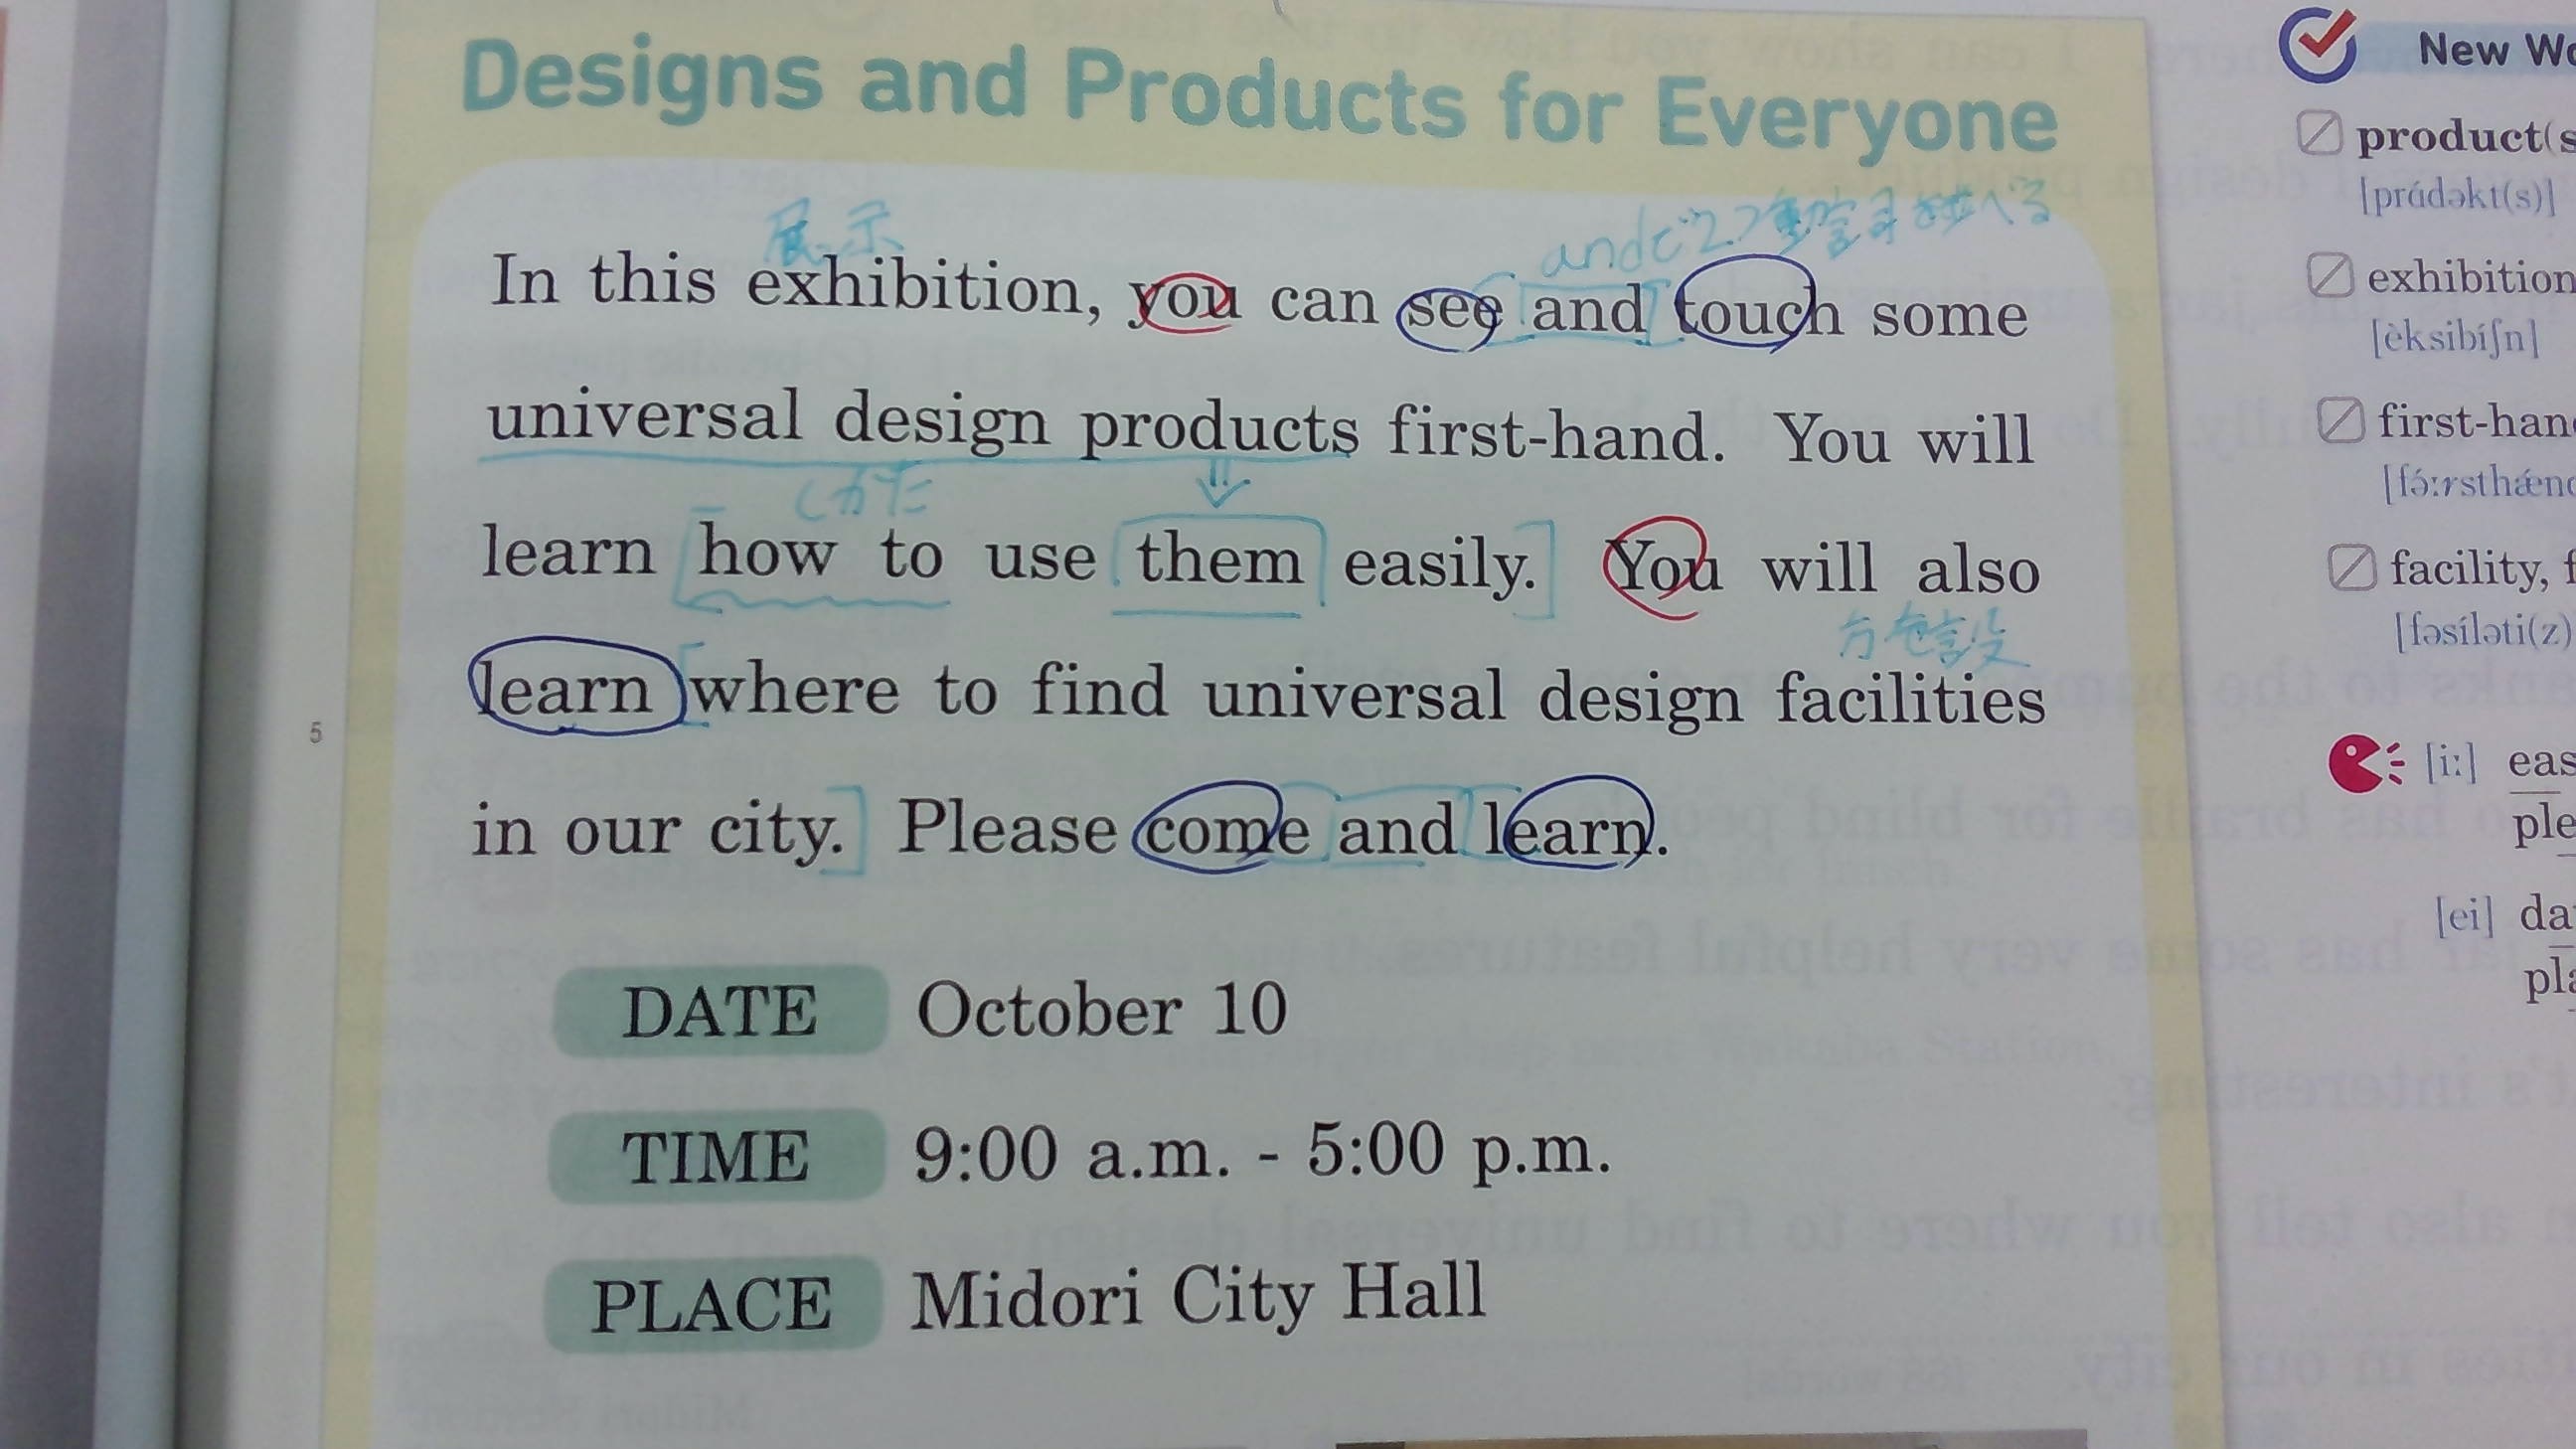 Designs and Products for Everyone
展示
andで2つ動詞を並べる
In this exhibition, you can see and touch some
universal design products first-hand. You will
しかた
learn how to use them easily. You will also
learn where to find universal design facilities
in our city. Please come and learn.
5
DATE October 10
TIME 9:00 a.m. - 5:00 p.m.
PLACE Midori City Hall
New Wo
product(s
[prɑ́dəkt(s)]
exhibition
[èksibíʃn]
first-han
[fə́ːrsthǽnd
facility, f
[fəsíləti(z)
[iː] eas
ple
[ei] da
pla